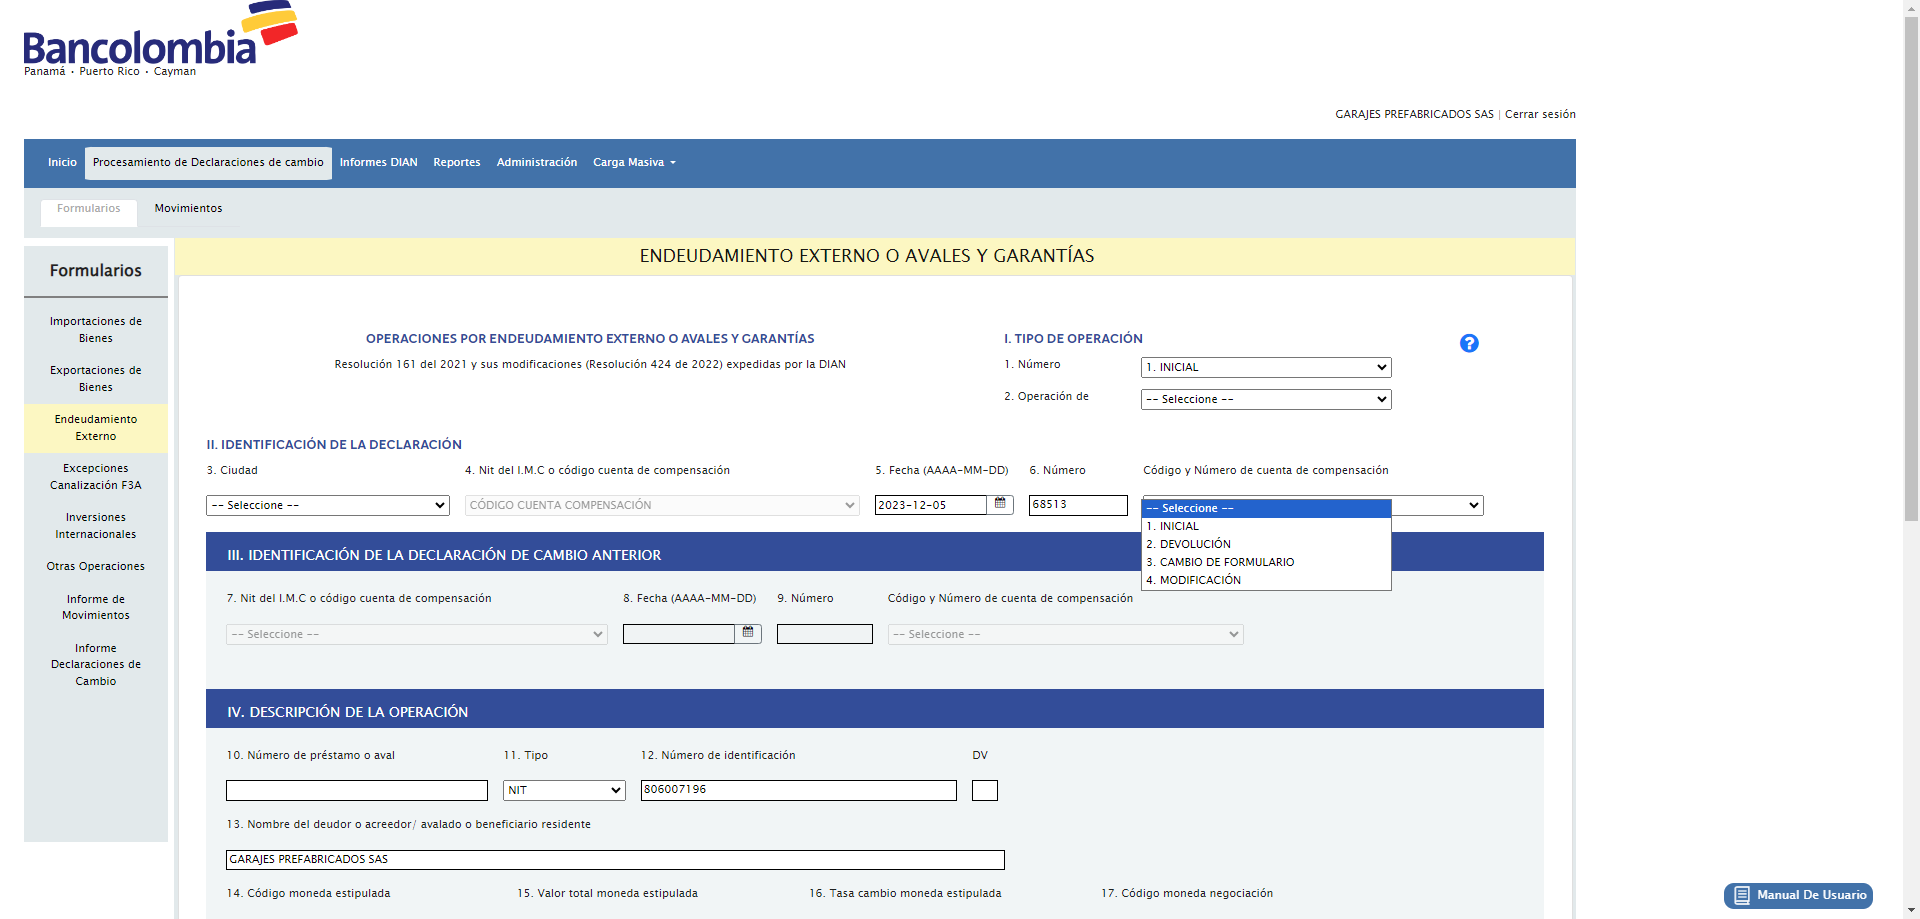 Bancolombia
Panamá • Puerto Rico • Cayman
GARAJES PREFABRICADOS SAS | Cerrar sesión
Inicio Procesamiento de Declaraciones de cambio Informes DIAN Reportes Administración Carga Masiva
Formularios Movimientos
Formularios
Importaciones de
Bienes
Exportaciones de
Bienes
Endeudamiento
Externo
Excepciones
Canalización F3A
Inversiones
Internacionales
Otras Operaciones
Informe de
Movimientos
Informe
Declaraciones de
Cambio
ENDEUDAMIENTO EXTERNO O AVALES Y GARANTÍAS
OPERACIONES POR ENDEUDAMIENTO EXTERNO O AVALES Y GARANTÍAS
Resolución 161 del 2021 y sus modificaciones (Resolución 424 de 2022) expedidas por la DIAN
I. TIPO DE OPERACIÓN
?
1. Número 1. INICIAL
2. Operación de -- Seleccione --
II. IDENTIFICACIÓN DE LA DECLARACIÓN
3. Ciudad 4. Nit del I.M.C o código cuenta de compensación 5. Fecha (AAAA-MM-DD) 6. Número Código y Número de cuenta de compensación
-- Seleccione -- CÓDIGO CUENTA COMPENSACIÓN 2023-12-05 68513
-- Seleccione --
1. INICIAL
2. DEVOLUCIÓN
3. CAMBIO DE FORMULARIO
4. MODIFICACIÓN
III. IDENTIFICACIÓN DE LA DECLARACIÓN DE CAMBIO ANTERIOR
7. Nit del I.M.C o código cuenta de compensación 8. Fecha (AAAA-MM-DD) 9. Número Código y Número de cuenta de compensación
-- Seleccione -- -- Seleccione --
IV. DESCRIPCIÓN DE LA OPERACIÓN
10. Número de préstamo o aval 11. Tipo 12. Número de identificación DV
NIT 806007196
13. Nombre del deudor o acreedor/ avalado o beneficiario residente
GARAJES PREFABRICADOS SAS
14. Código moneda estipulada 15. Valor total moneda estipulada 16. Tasa cambio moneda estipulada 17. Código moneda negociación
Manual De Usuario